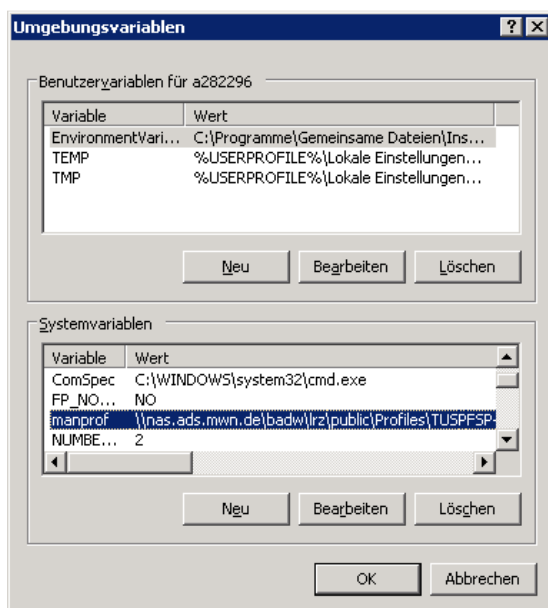 Umgebungsvariablen
Benutzervariablen für a282296
Variable Wert
EnvironmentVari... C:\Programme\Gemeinsame Dateien\Ins...
TEMP %USERPROFILE%\Lokale Einstellungen...
TMP %USERPROFILE%\Lokale Einstellungen...
Neu Bearbeiten Löschen
Systemvariablen
Variable Wert
ComSpec C:\WINDOWS\system32\cmd.exe
FP_NO... NO
manprof \\nas.ads.mwn.de\badw\lrz\public\Profiles\TUSPFSP-
NUMBE... 2
Neu Bearbeiten Löschen
OK Abbrechen